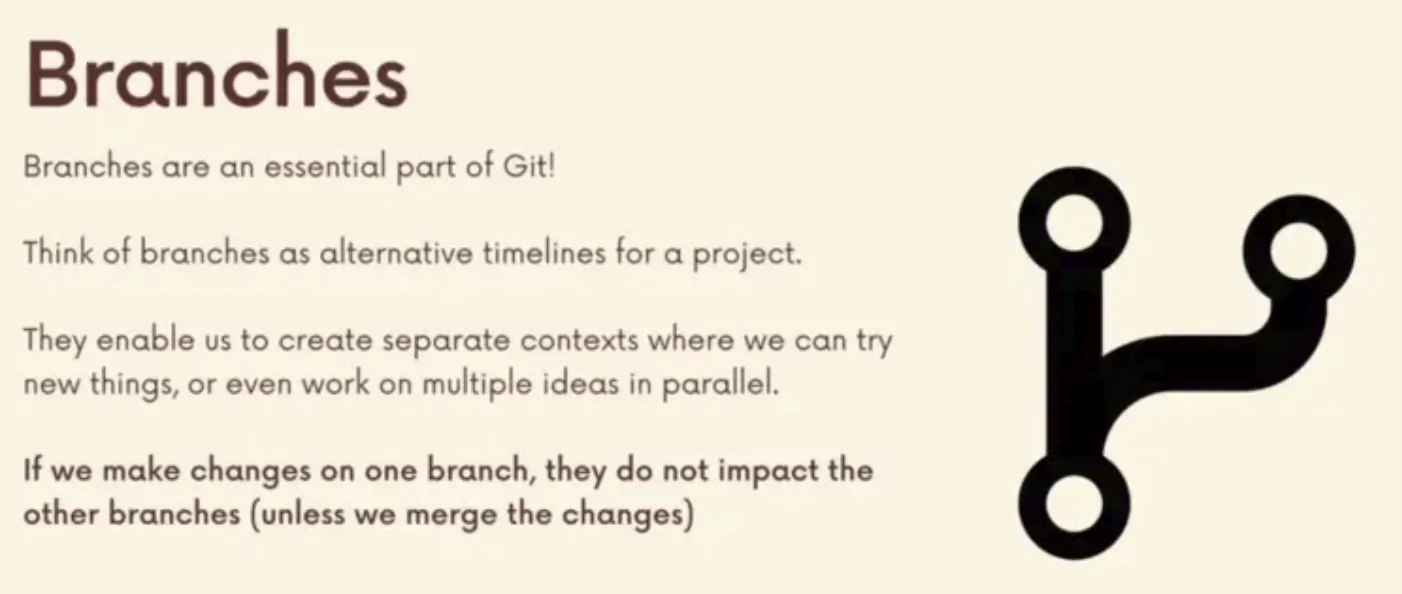 Branches
Branches are an essential part of Git!
Think of branches as alternative timelines for a project.
They enable us to create separate contexts where we can try
new things, or even work on multiple ideas in parallel.
If we make changes on one branch, they do not impact the
other branches (unless we merge the changes)